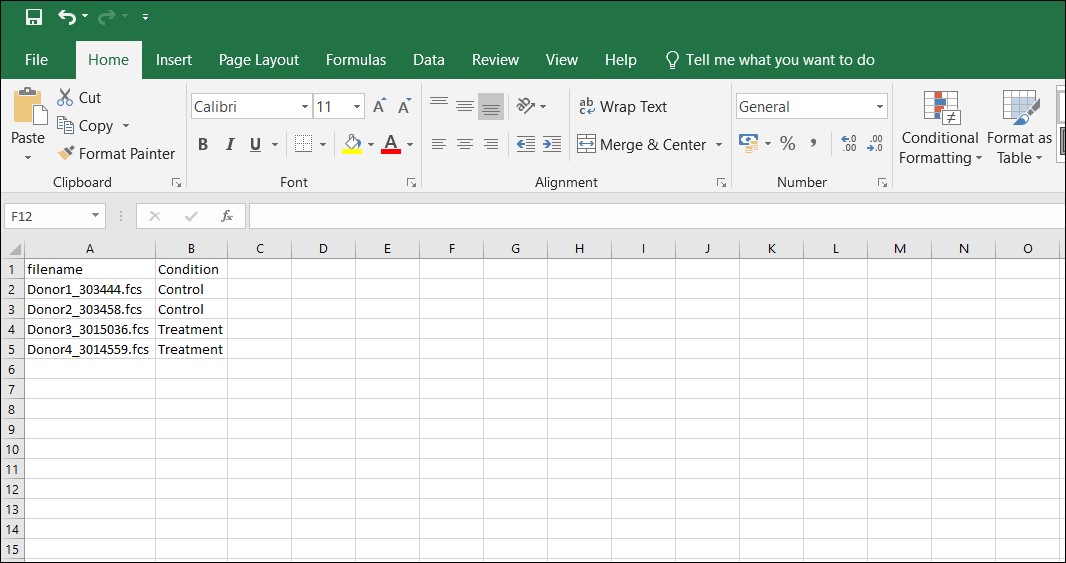 File Home Insert Page Layout Formulas Data Review View Help Tell me what you want to do
Paste
Cut
Copy
Format Painter
Clipboard
Calibri 11 A A
B I U A
Font
ab Wrap Text
Merge & Center
Alignment
General
% , .00 .00
Number
Conditional Formatting
Format as Table
F12 fx
A B C D E F G H I J K L M N O
1 filename Condition
2 Donor1_303444.fcs Control
3 Donor2_303458.fcs Control
4 Donor3_3015036.fcs Treatment
5 Donor4_3014559.fcs Treatment
6
7
8
9
10
11
12
13
14
15